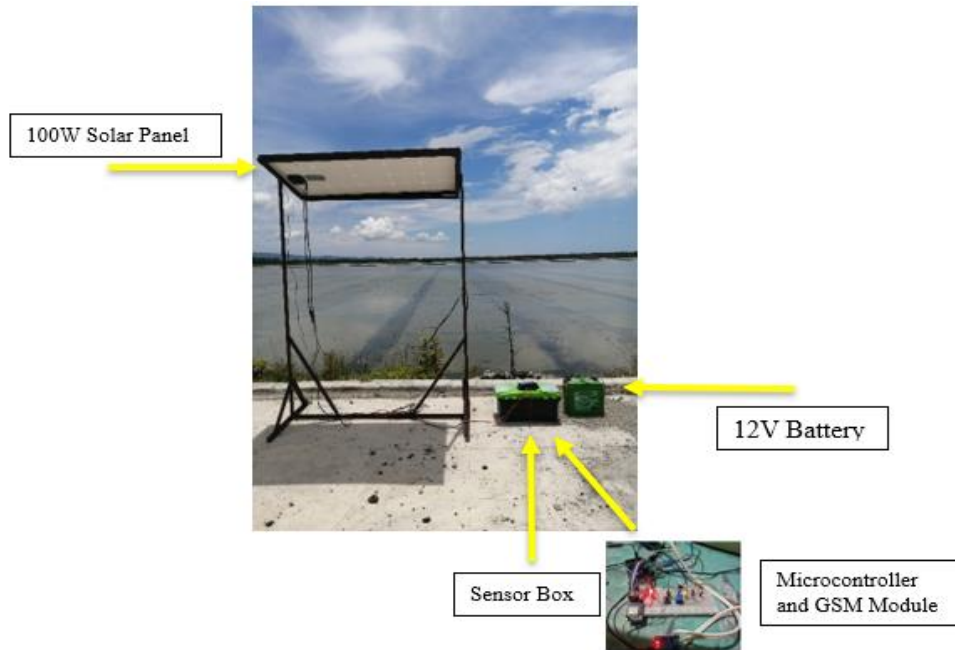 100W Solar Panel
12V Battery
Sensor Box
Microcontroller
and GSM Module